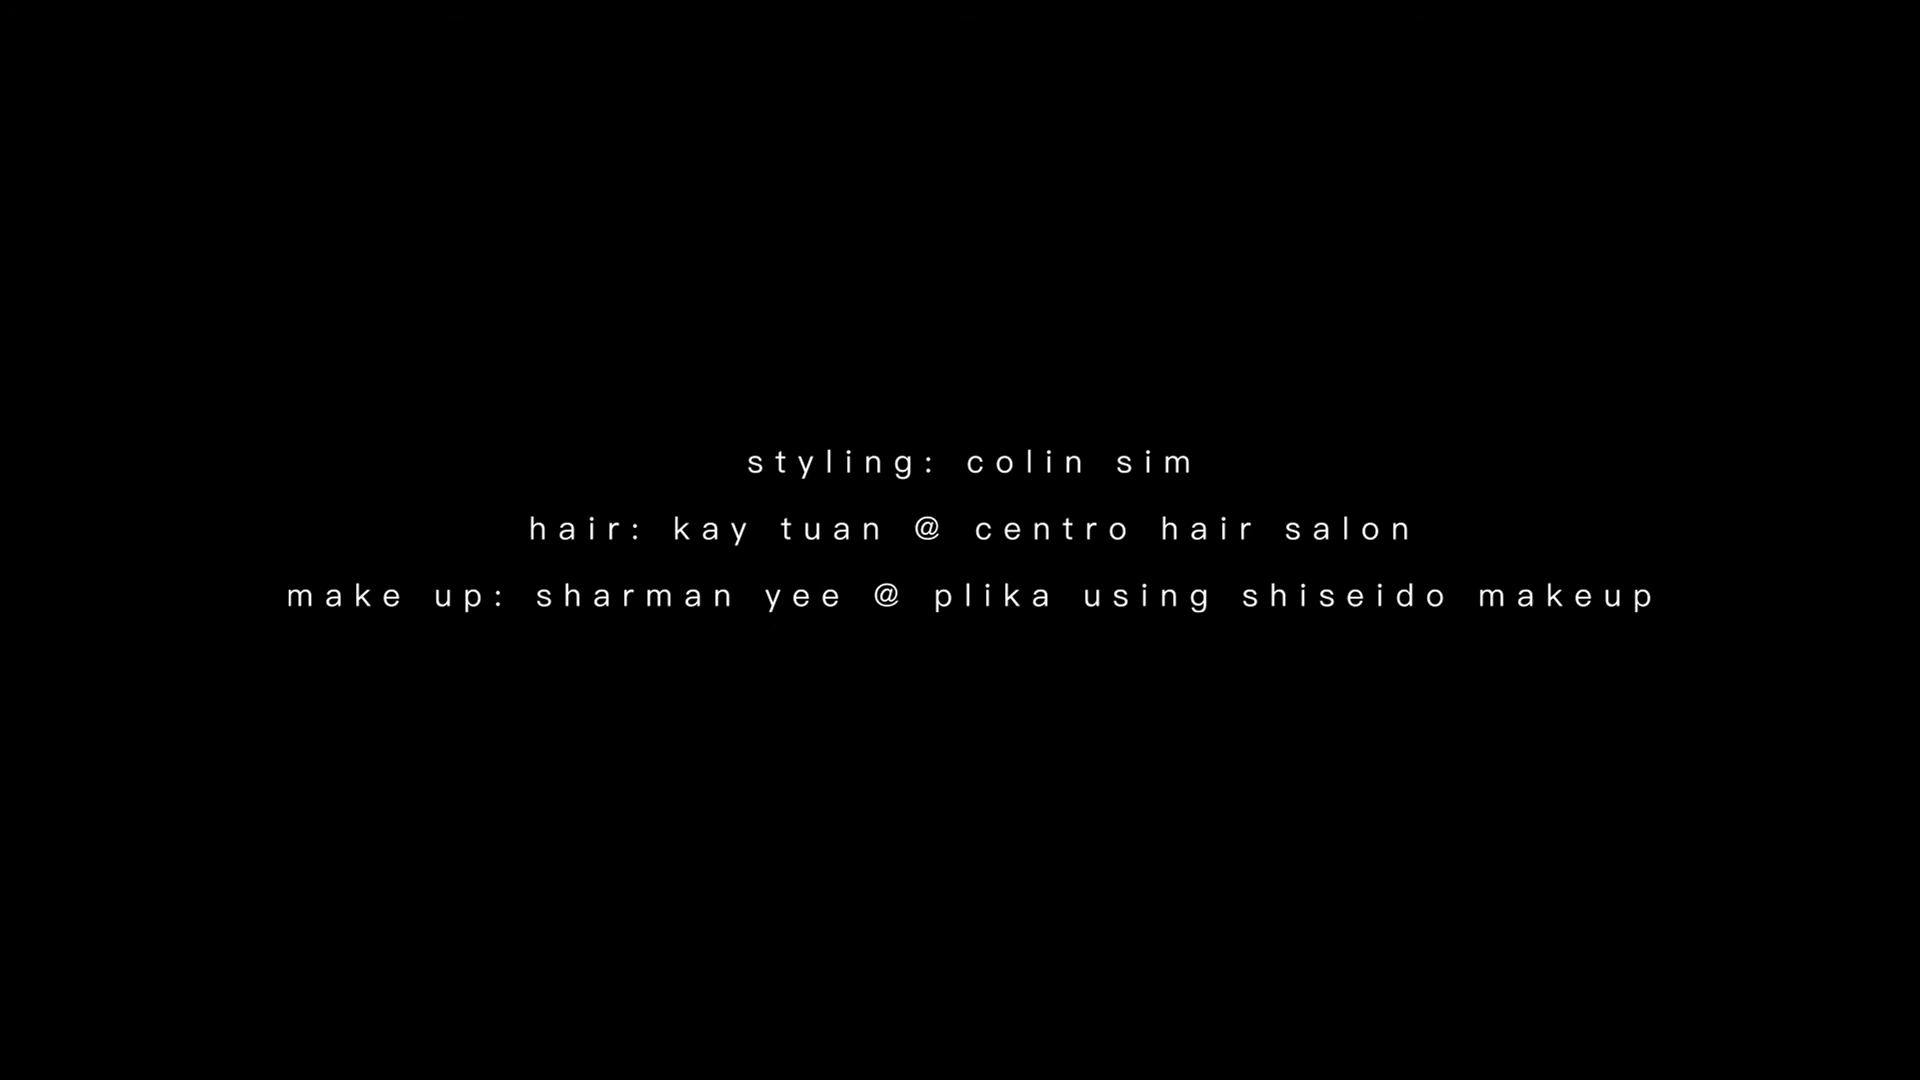 styling: colin sim
hair: kay tuan @ centro hair salon
make up: sharman yee @ plika using shiseido makeup